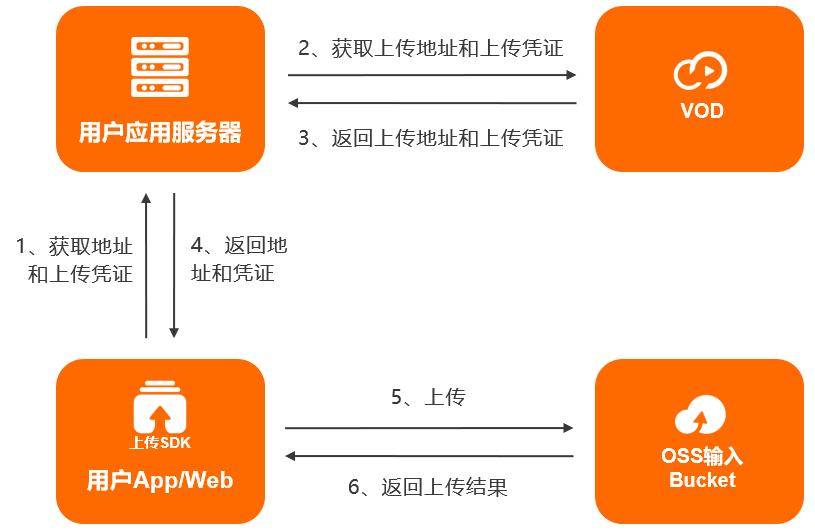 2、获取上传地址和上传凭证
用户应用服务器
VOD
3、返回上传地址和上传凭证
1、获取地址
和上传凭证
4、返回地
址和凭证
5、上传
上传SDK
用户App/Web
OSS输入
Bucket
6、返回上传结果